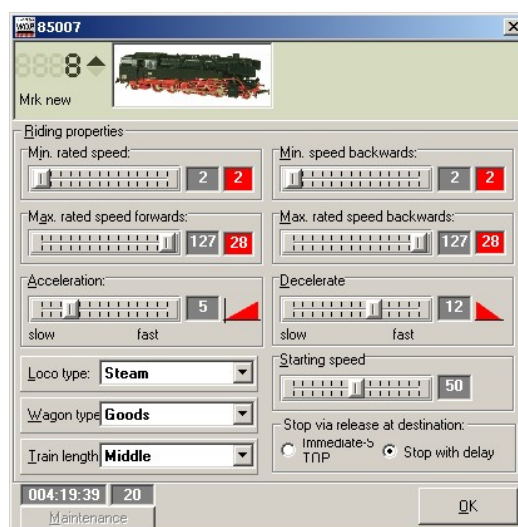 85007
8
Mrk new
Riding properties
Min. rated speed:
2 2
Min. speed backwards:
2 2
Max. rated speed forwards:
127 28
Max. rated speed backwards:
127 28
Acceleration:
5
slow fast
Decelerate
12
slow fast
Loco type: Steam
Wagon type Goods
Train length Middle
Starting speed
50
Stop via release at destination:
Immediate-S
TOP
Stop with delay
004:19:39 20
Maintenance
OK